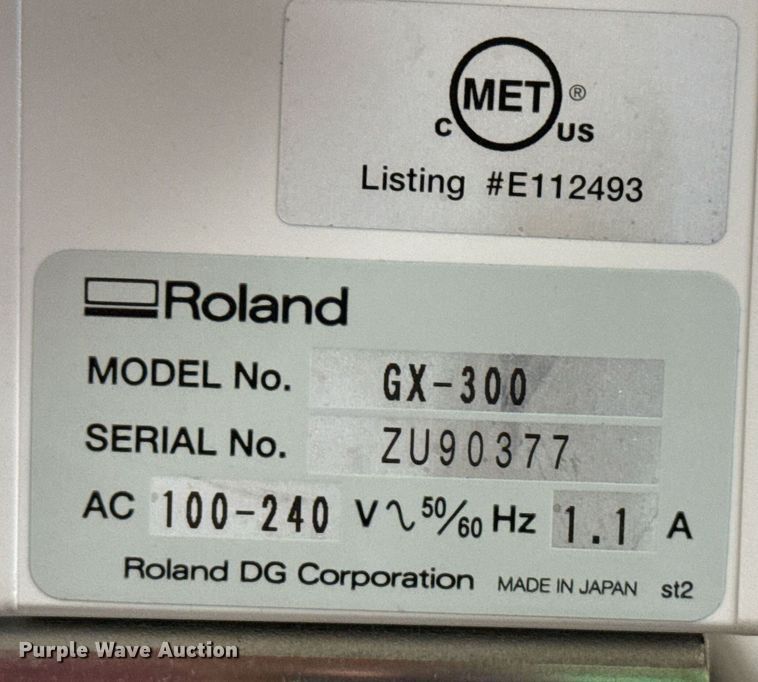 MET ®
C US
Listing #E112493
Roland
MODEL No. GX-300
SERIAL No. ZU90377
AC 100-240 V∿ 50/60 Hz 1.1 A
Roland DG Corporation MADE IN JAPAN st2
Purple Wave Auction